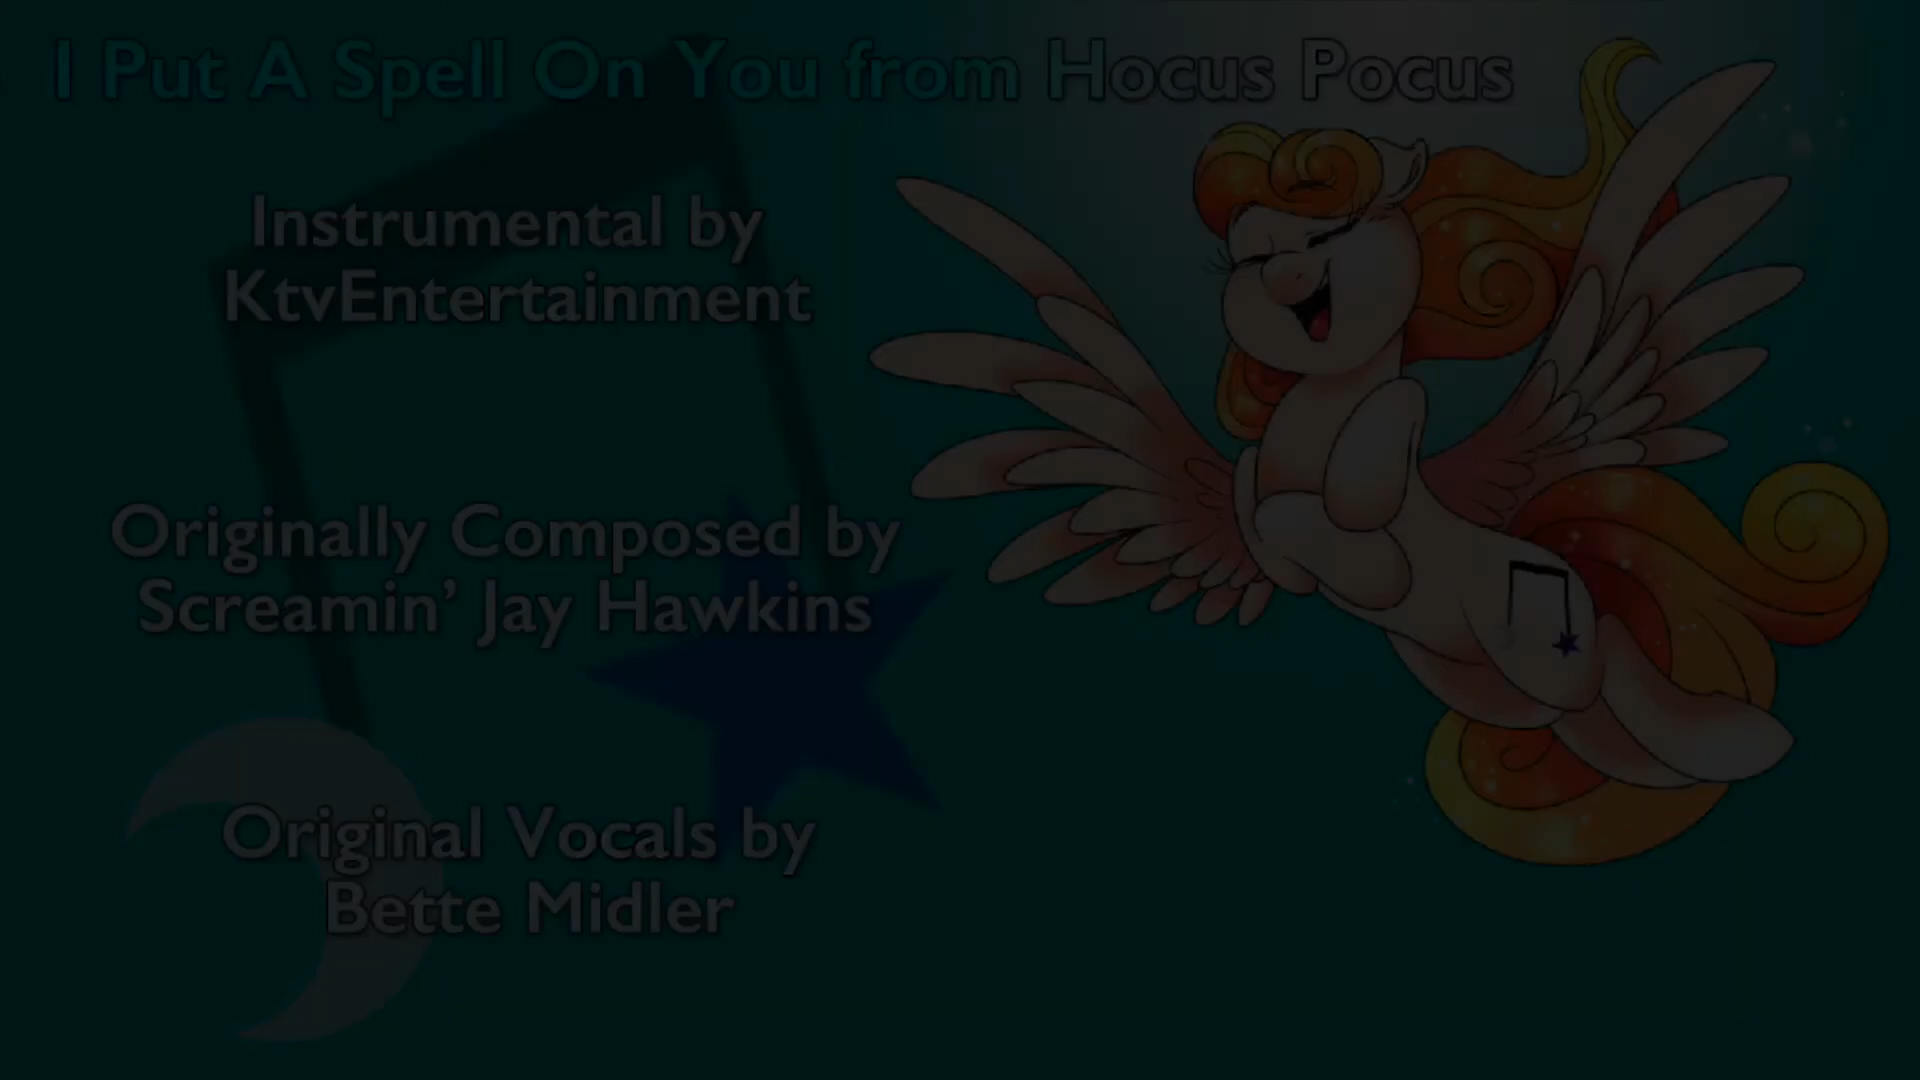 I Put A Spell On You from Hocus Pocus
Instrumental by
KtvEntertainment
Originally Composed by
Screamin’ Jay Hawkins
Original Vocals by
Bette Midler